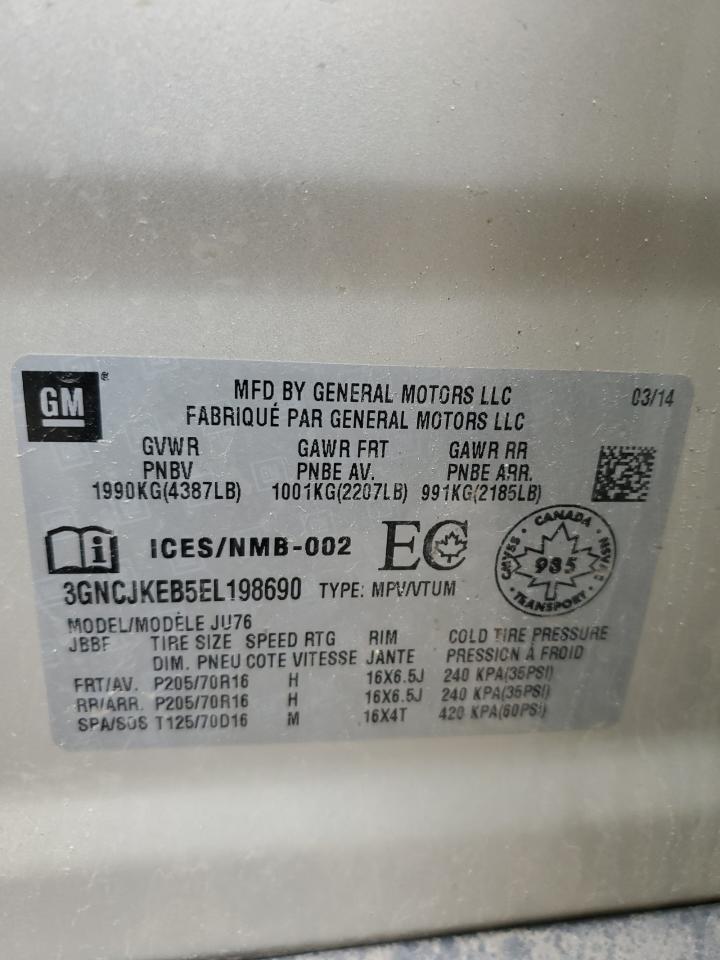 GM ®
MFD BY GENERAL MOTORS LLC 03/14
FABRIQUÉ PAR GENERAL MOTORS LLC
GVWR GAWR FRT GAWR RR
PNBV PNBE AV. PNBE ARR.
1990KG(4387LB) 1001KG(2207LB) 991KG(2185LB)
i ICES/NMB-002 EC
CANADA
CMVSS 985 NSVAC
TRANSPORT
3GNCJKEB5EL198690 TYPE: MPV/VTUM
MODEL/MODÈLE JU76
JBBF TIRE SIZE SPEED RTG RIM COLD TIRE PRESSURE
DIM. PNEU COTE VITESSE JANTE PRESSION À FROID
FRT/AV. P205/70R16 H 16X6.5J 240 KPA(35PSI)
RR/ARR. P205/70R16 H 16X6.5J 240 KPA(35PSI)
SPA/SOS T125/70D16 M 16X4T 420 KPA(60PSI)